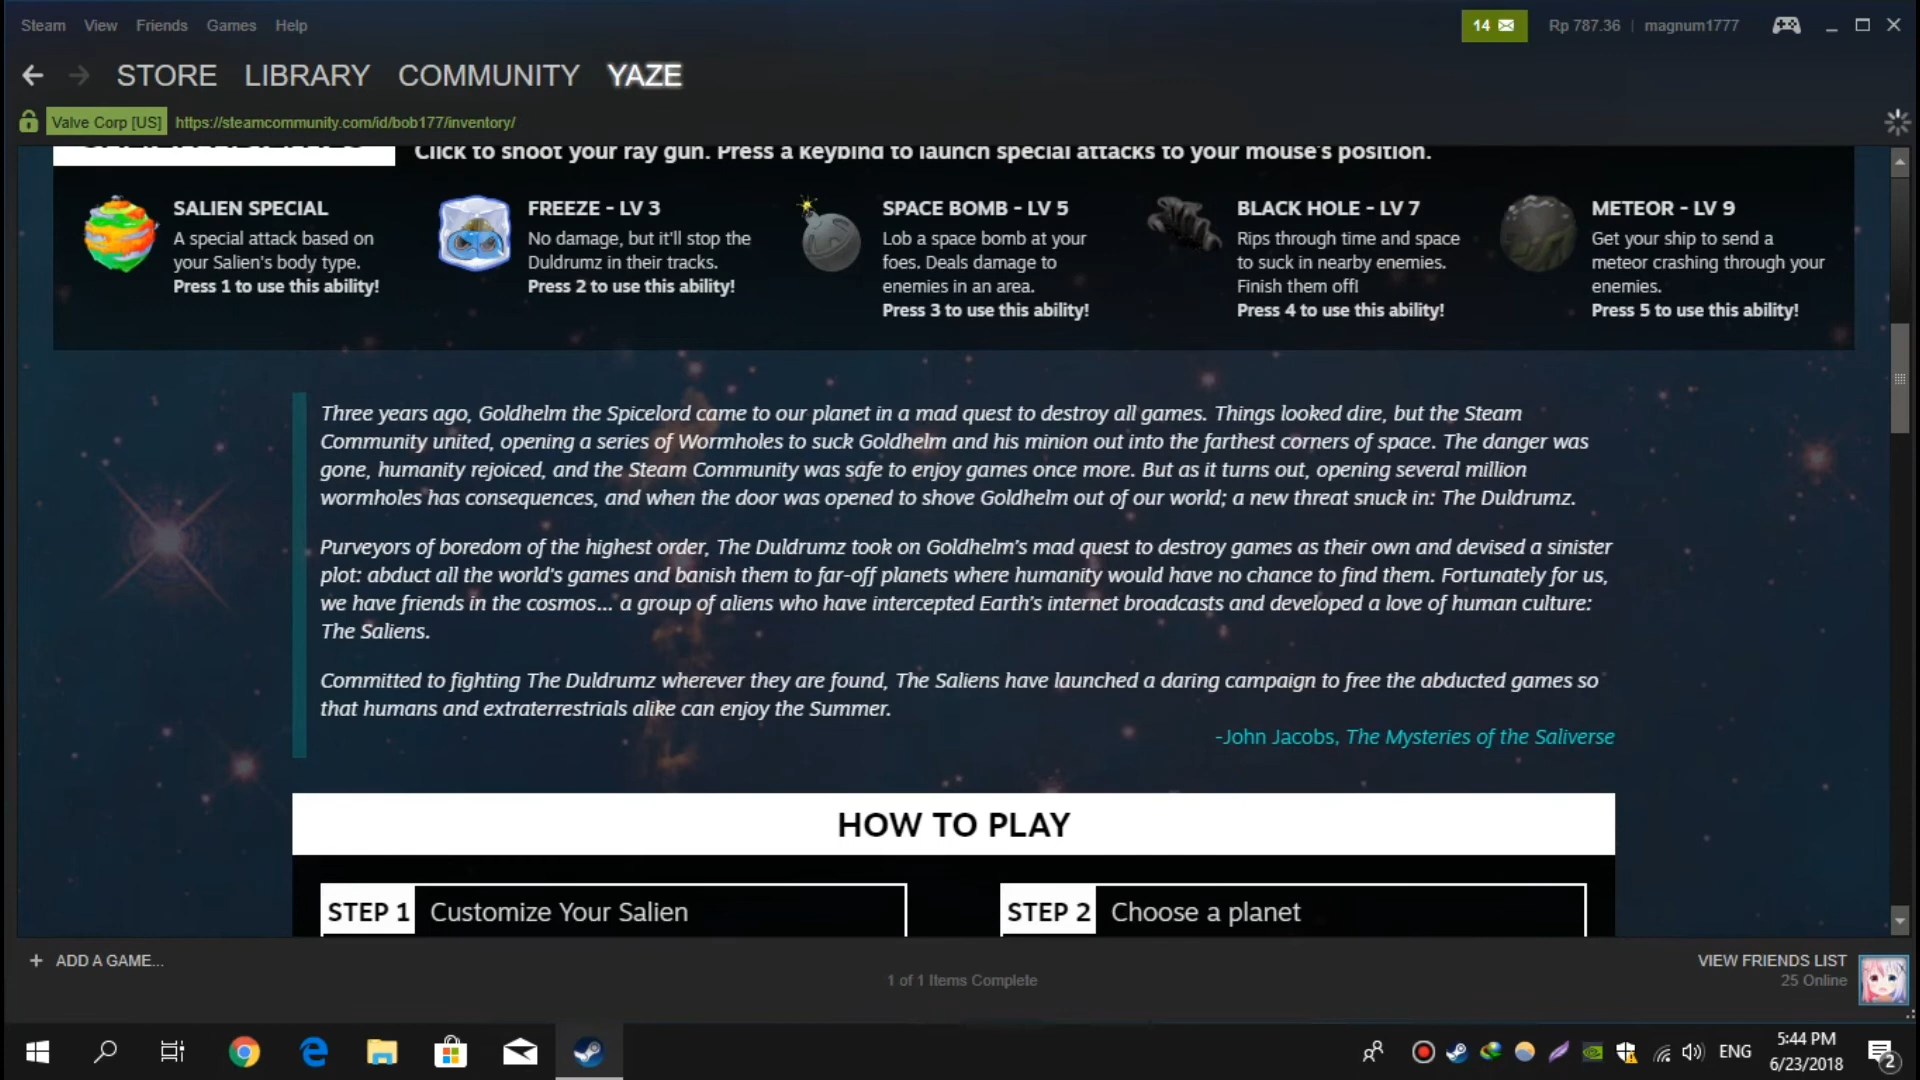 Steam View Friends Games Help
14
Rp 787.36 | magnum1777
STORE LIBRARY COMMUNITY YAZE
Valve Corp [US] https://steamcommunity.com/id/bob177/inventory/
Click to shoot your ray gun. Press a keybind to launch special attacks to your mouse's position.
SALIEN SPECIAL
A special attack based on
your Salien's body type.
Press 1 to use this ability!
FREEZE - LV 3
No damage, but it'll stop the
Duldrumz in their tracks.
Press 2 to use this ability!
SPACE BOMB - LV 5
Lob a space bomb at your
foes. Deals damage to
enemies in an area.
Press 3 to use this ability!
BLACK HOLE - LV 7
Rips through time and space
to suck in nearby enemies.
Finish them off!
Press 4 to use this ability!
METEOR - LV 9
Get your ship to send a
meteor crashing through your
enemies.
Press 5 to use this ability!
Three years ago, Goldhelm the Spicelord came to our planet in a mad quest to destroy all games. Things looked dire, but the Steam
Community united, opening a series of Wormholes to suck Goldhelm and his minion out into the farthest corners of space. The danger was
gone, humanity rejoiced, and the Steam Community was safe to enjoy games once more. But as it turns out, opening several million
wormholes has consequences, and when the door was opened to shove Goldhelm out of our world; a new threat snuck in: The Duldrumz.
Purveyors of boredom of the highest order, The Duldrumz took on Goldhelm's mad quest to destroy games as their own and devised a sinister
plot: abduct all the world's games and banish them to far-off planets where humanity would have no chance to find them. Fortunately for us,
we have friends in the cosmos... a group of aliens who have intercepted Earth's internet broadcasts and developed a love of human culture:
The Saliens.
Committed to fighting The Duldrumz wherever they are found, The Saliens have launched a daring campaign to free the abducted games so
that humans and extraterrestrials alike can enjoy the Summer.
-John Jacobs, The Mysteries of the Saliverse
HOW TO PLAY
STEP 1 Customize Your Salien
STEP 2 Choose a planet
+ ADD A GAME...
1 of 1 Items Complete
VIEW FRIENDS LIST
25 Online
ENG
5:44 PM
6/23/2018
2